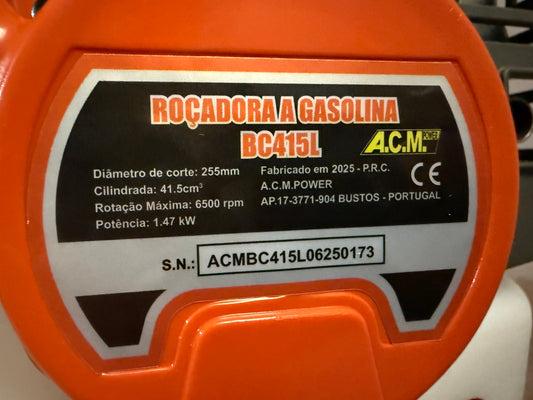 ROÇADORA A GASOLINA
BC415L
A.C.M. POWER
Diâmetro de corte: 255mm
Cilindrada: 41.5cm³
Rotação Máxima: 6500 rpm
Potência: 1.47 kW
Fabricado em 2025 - P.R.C.
A.C.M.POWER
AP.17-3771-904 BUSTOS - PORTUGAL
CE
S.N.: ACMBC415L06250173